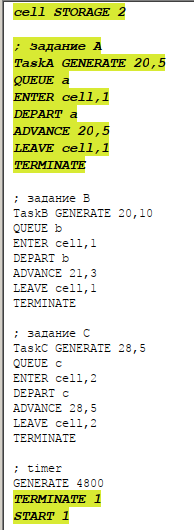 cell STORAGE 2
; задание A
TaskA GENERATE 20,5
QUEUE a
ENTER cell,1
DEPART a
ADVANCE 20,5
LEAVE cell,1
TERMINATE
; задание B
TaskB GENERATE 20,10
QUEUE b
ENTER cell,1
DEPART b
ADVANCE 21,3
LEAVE cell,1
TERMINATE
; задание C
TaskC GENERATE 28,5
QUEUE c
ENTER cell,2
DEPART c
ADVANCE 28,5
LEAVE cell,2
TERMINATE
; timer
GENERATE 4800
TERMINATE 1
START 1